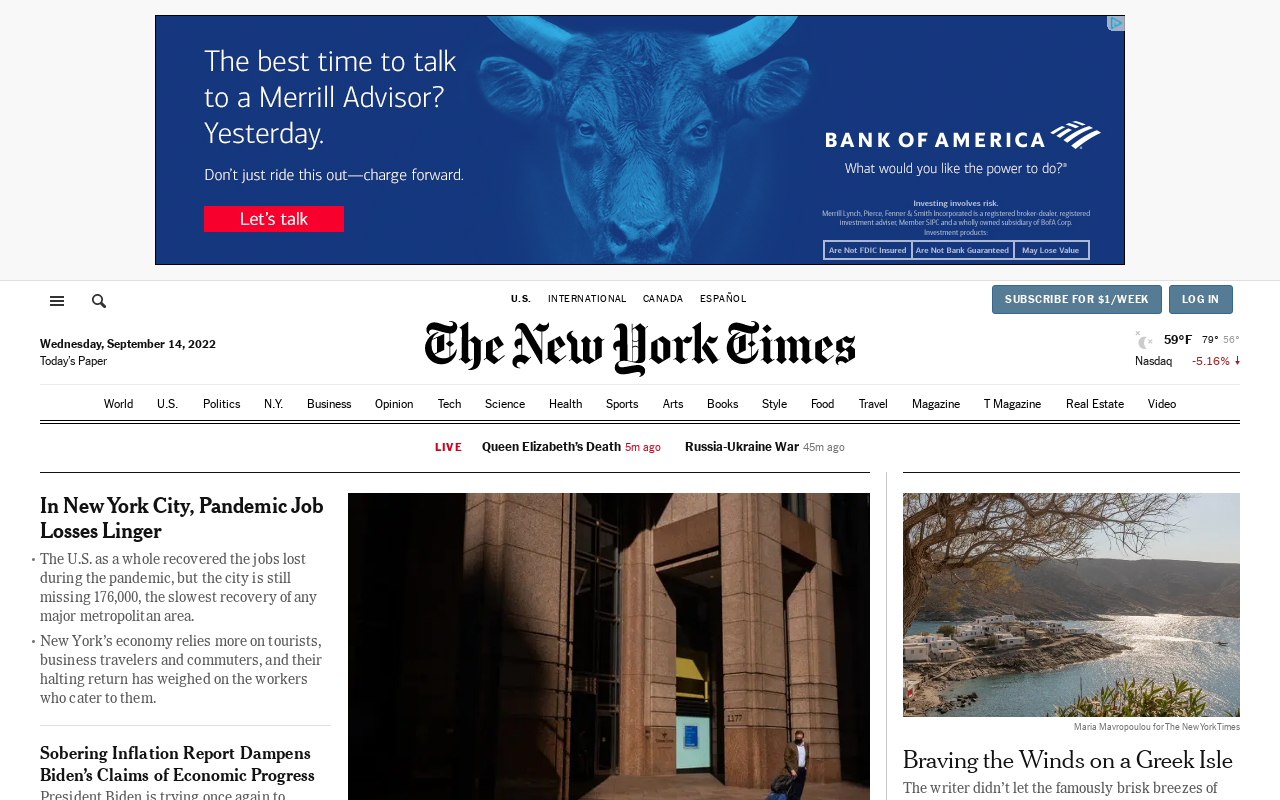 The best time to talk
to a Merrill Advisor?
Yesterday.
Don't just ride this out—charge forward.
Let's talk
BANK OF AMERICA
What would you like the power to do?®
Investing involves risk.
Merrill Lynch, Pierce, Fenner & Smith Incorporated is a registered broker-dealer, registered
investment adviser, Member SIPC and a wholly owned subsidiary of BofA Corp.
Investment products:
Are Not FDIC Insured Are Not Bank Guaranteed May Lose Value
U.S. INTERNATIONAL CANADA ESPAÑOL
SUBSCRIBE FOR $1/WEEK LOG IN
The New York Times
Wednesday, September 14, 2022
Today's Paper
59°F 79° 56°
Nasdaq -5.16%
World U.S. Politics N.Y. Business Opinion Tech Science Health Sports Arts Books Style Food Travel Magazine T Magazine Real Estate Video
LIVE Queen Elizabeth's Death 5m ago Russia-Ukraine War 45m ago
In New York City, Pandemic Job
Losses Linger
• The U.S. as a whole recovered the jobs lost
during the pandemic, but the city is still
missing 176,000, the slowest recovery of any
major metropolitan area.
• New York's economy relies more on tourists,
business travelers and commuters, and their
halting return has weighed on the workers
who cater to them.
Sobering Inflation Report Dampens
Biden's Claims of Economic Progress
President Biden is trying once again to
1177
Maria Mavropoulou for The New York Times
Braving the Winds on a Greek Isle
The writer didn't let the famously brisk breezes of